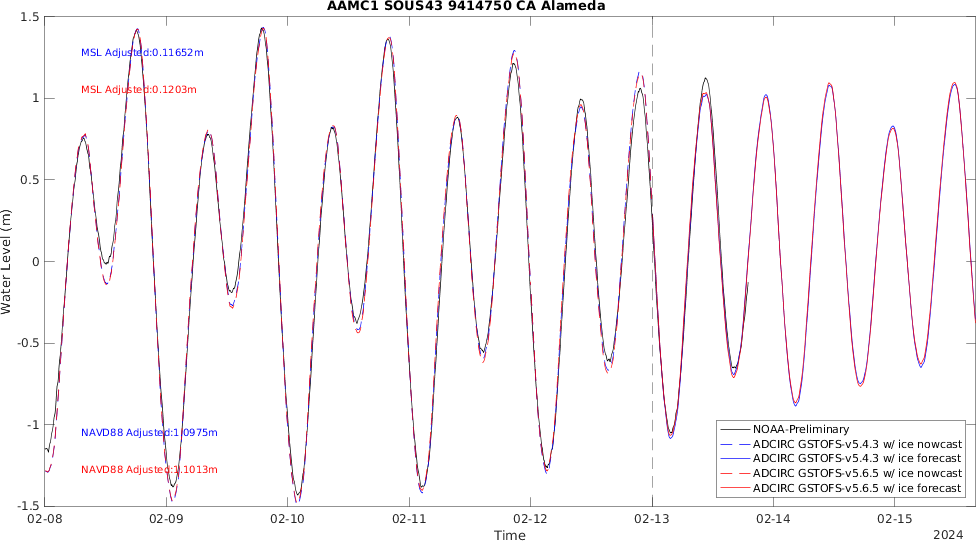 AAMC1 SOUS43 9414750 CA Alameda
1.5
MSL Adjusted:0.11652m
MSL Adjusted:0.1203m
1
0.5
Water Level (m)
0
-0.5
-1
NAVD88 Adjusted:1.0975m
NAVD88 Adjusted:1.1013m
-1.5
NOAA-Preliminary
ADCIRC GSTOFS-v5.4.3 w/ ice nowcast
ADCIRC GSTOFS-v5.4.3 w/ ice forecast
ADCIRC GSTOFS-v5.6.5 w/ ice nowcast
ADCIRC GSTOFS-v5.6.5 w/ ice forecast
02-08 02-09 02-10 02-11 02-12 02-13 02-14 02-15
Time
2024